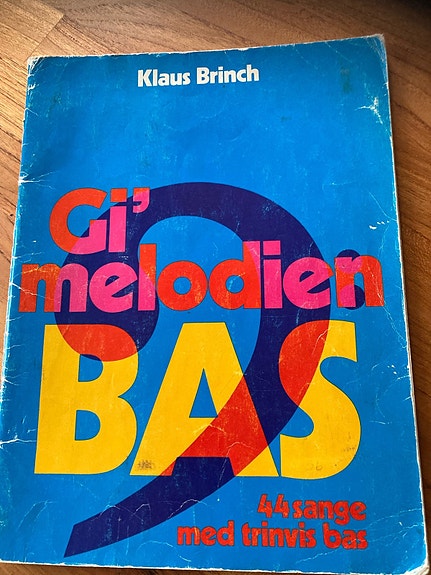 Klaus Brinch
Gi'
melodien
BAS
44 sange
med trinvis bas